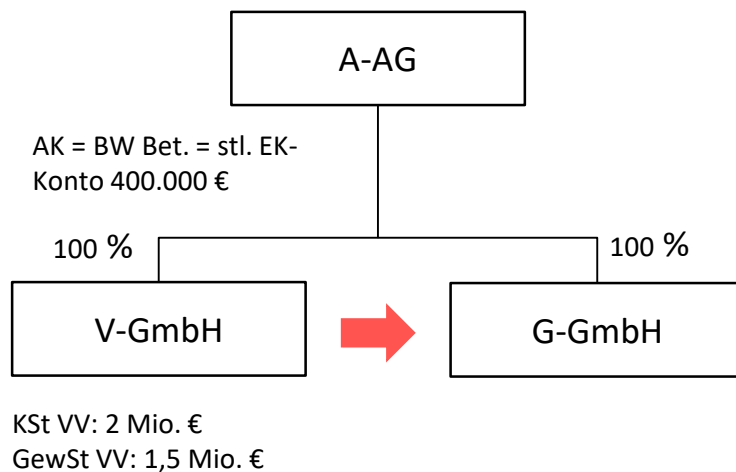 A-AG
AK = BW Bet. = stl. EK-
Konto 400.000 €
100 %
100 %
V-GmbH
G-GmbH
KSt VV: 2 Mio. €
GewSt VV: 1,5 Mio. €